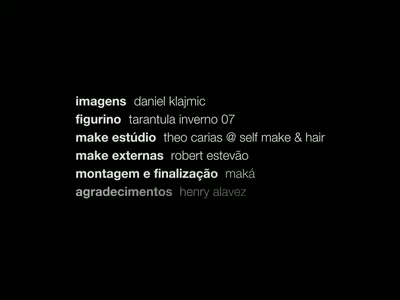 imagens daniel klajmic
figurino tarantula inverno 07
make estúdio theo carias @ self make & hair
make externas robert estevão
montagem e finalização maká
agradecimentos henry alavez